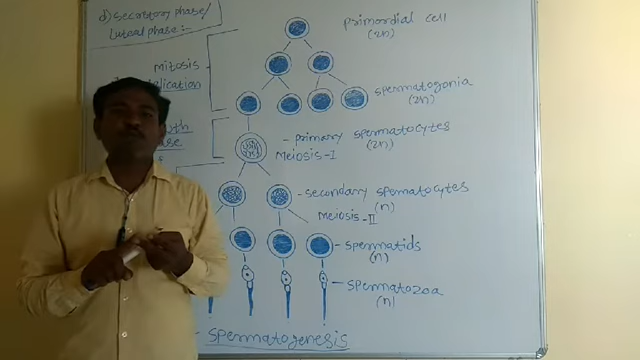 d) secretory phase/
luteal phase :-
primordial cell
(2n)
mitosis
spermatogonia
(2n)
primary spermatocytes
(2n)
Meiosis-I
secondary spermatocytes
(n)
Meiosis-II
spermatids
(n)
spermatozoa
(n)
Spermatogenesis